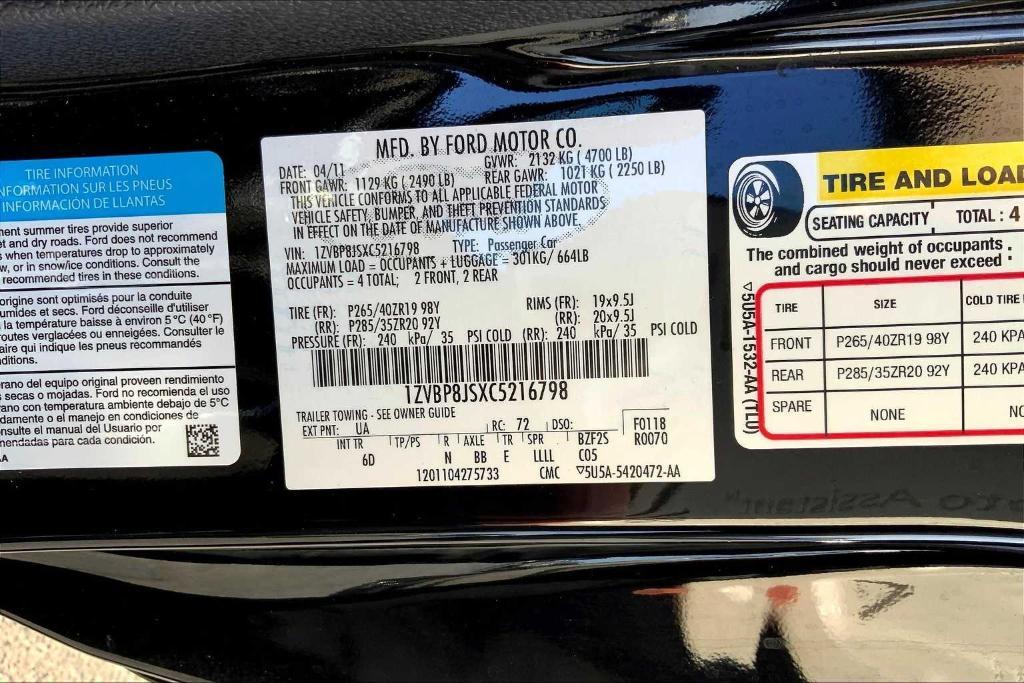 TIRE INFORMATION
NFORMATION SUR LES PNEUS
INFORMACIÓN DE LLANTAS
ment summer tires provide superior
et and dry roads. Ford does not recommend
s when temperatures drop to approximately
w, or in snow/ice conditions. Consult the
recommended tires in these conditions.
origine sont optimisés pour la conduite
umides et secs. Ford déconseille d'utiliser
la température baisse à environ 5°C (40°F)
routes verglacées ou enneigées. Consulter le
aire qui indique les pneus recommandés
ditions.
erano del equipo original proveen rendimiento
s secas o mojadas. Ford no recomienda el uso
rano con temperatura ambiente debajo de 5°C
damente o el manejo en condiciones de
nsulte el manual del Usuario por
mendadas para cada condición.
AA
MFD. BY FORD MOTOR CO.
DATE: 04/11 GVWR: 2132 KG ( 4700 LB)
FRONT GAWR: 1129 KG ( 2490 LB) REAR GAWR: 1021 KG ( 2250 LB)
THIS VEHICLE CONFORMS TO ALL APPLICABLE FEDERAL MOTOR
VEHICLE SAFETY, BUMPER, AND THEFT PREVENTION STANDARDS
IN EFFECT ON THE DATE OF MANUFACTURE SHOWN ABOVE.
VIN: 1ZVBP8JSXC5216798 TYPE: Passenger Car
MAXIMUM LOAD = OCCUPANTS + LUGGAGE = 301KG/ 664LB
OCCUPANTS = 4 TOTAL; 2 FRONT, 2 REAR
TIRE (FR): P265/40ZR19 98Y RIMS (FR): 19x9.5J
(RR): P285/35ZR20 92Y (RR): 20x9.5J
PRESSURE (FR): 240 kPa/ 35 PSI COLD (RR): 240 kPa/ 35 PSI COLD
1ZVBP8JSXC5216798
TRAILER TOWING - SEE OWNER GUIDE
EXT PNT: UA RC: 72 DSO: F0118
R0070
INT TR TP/PS R AXLE TR SPR BZF2S
6D N BB E LLLL C05
1201104275733 CMC ▽5U5A-5420472-AA
TIRE AND LOAD
SEATING CAPACITY TOTAL : 4
The combined weight of occupants
and cargo should never exceed :
▽5U5A-1532-AA (TL0)
TIRE SIZE COLD TIRE
FRONT P265/40ZR19 98Y 240 KPA
REAR P285/35ZR20 92Y 240 KPA
SPARE NONE NO